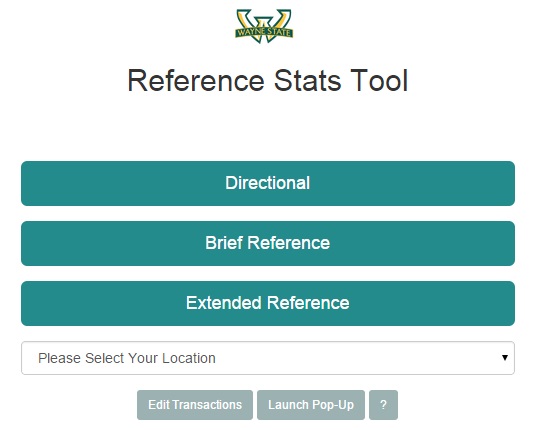 WAYNE STATE
Reference Stats Tool
Directional
Brief Reference
Extended Reference
Please Select Your Location
Edit Transactions Launch Pop-Up ?